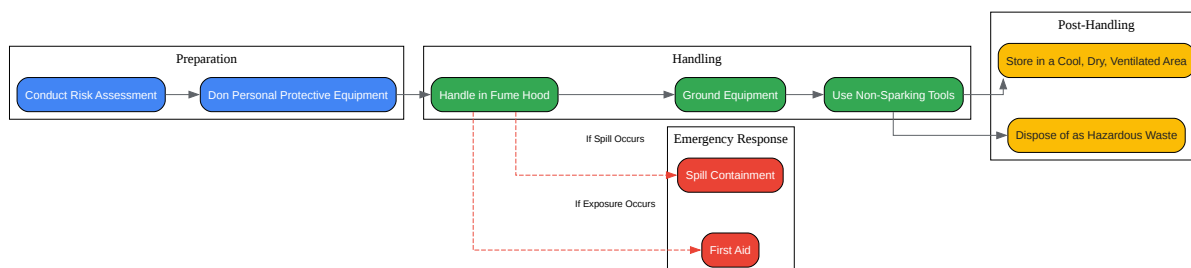 Preparation
Conduct Risk Assessment
Don Personal Protective Equipment
Handling
Handle in Fume Hood
Ground Equipment
Use Non-Sparking Tools
Post-Handling
Store in a Cool, Dry, Ventilated Area
Dispose of as Hazardous Waste
If Spill Occurs
If Exposure Occurs
Emergency Response
Spill Containment
First Aid